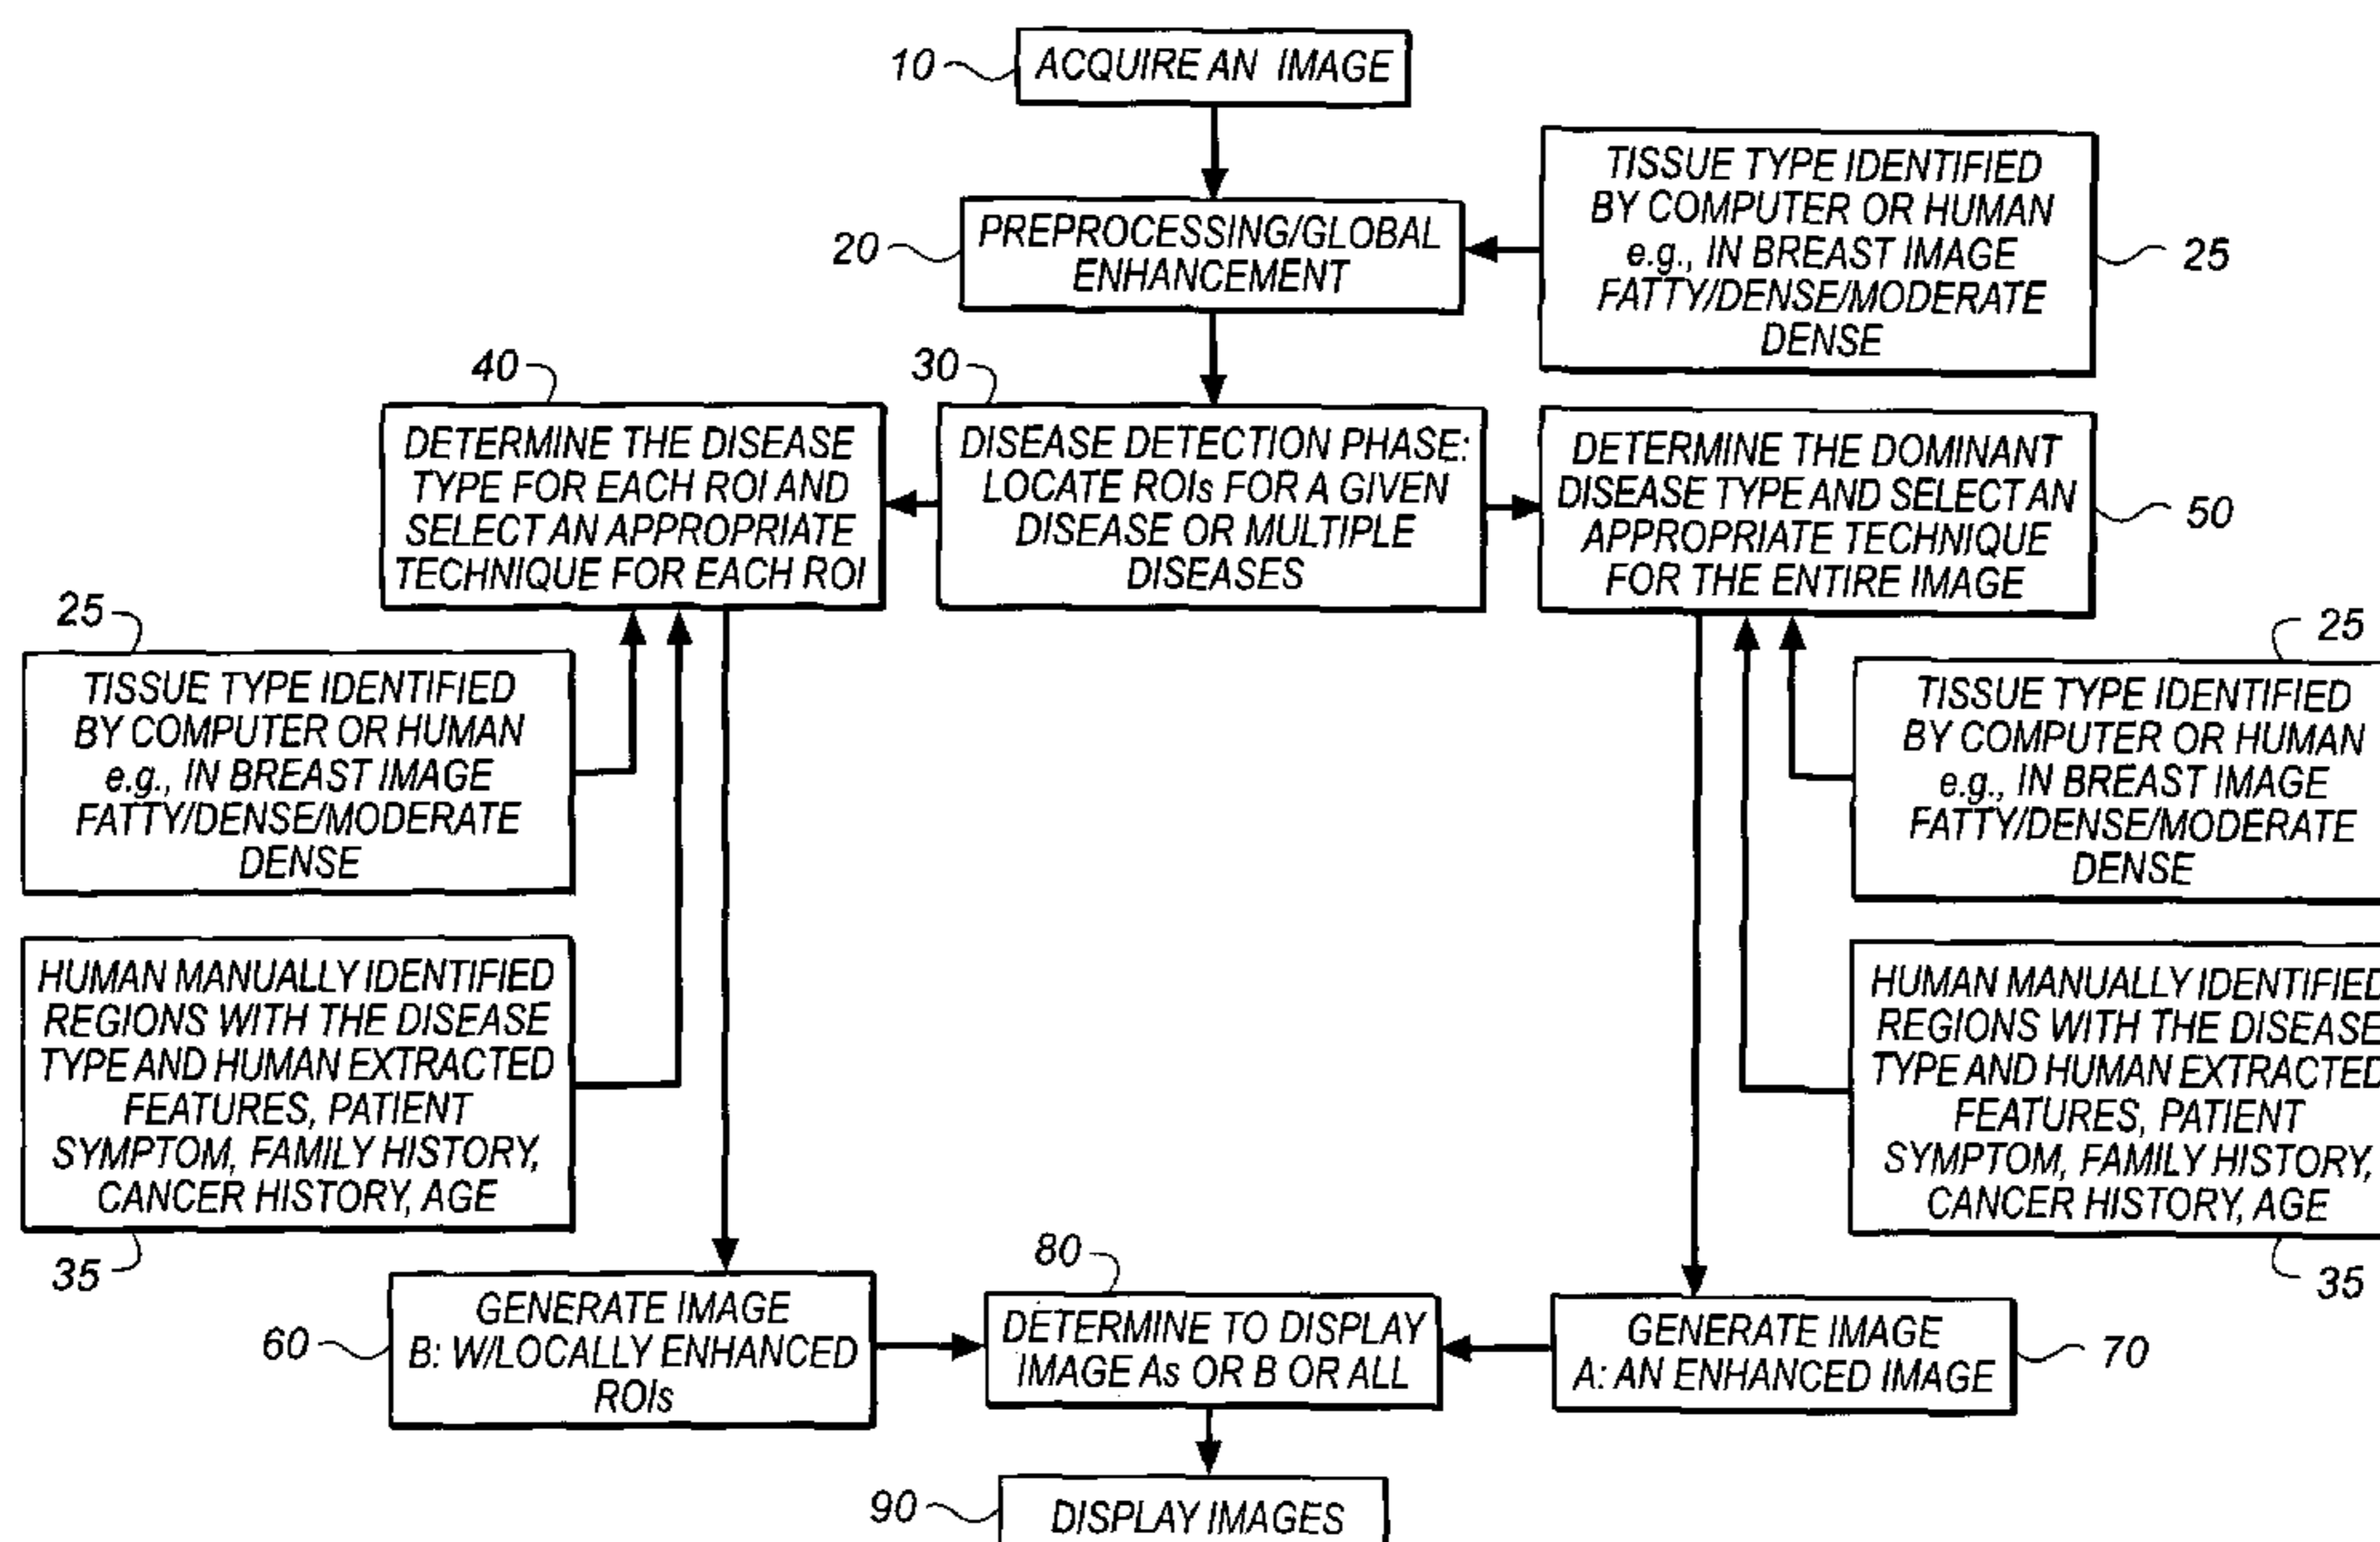 10
ACQUIRE AN IMAGE
TISSUE TYPE IDENTIFIED
BY COMPUTER OR HUMAN
e.g., IN BREAST IMAGE
FATTY/DENSE/MODERATE
DENSE
25
20
PREPROCESSING/GLOBAL
ENHANCEMENT
40
DETERMINE THE DISEASE
TYPE FOR EACH ROI AND
SELECT AN APPROPRIATE
TECHNIQUE FOR EACH ROI
30
DISEASE DETECTION PHASE:
LOCATE ROIs FOR A GIVEN
DISEASE OR MULTIPLE
DISEASES
DETERMINE THE DOMINANT
DISEASE TYPE AND SELECT AN
APPROPRIATE TECHNIQUE
FOR THE ENTIRE IMAGE
50
25
TISSUE TYPE IDENTIFIED
BY COMPUTER OR HUMAN
e.g., IN BREAST IMAGE
FATTY/DENSE/MODERATE
DENSE
25
TISSUE TYPE IDENTIFIED
BY COMPUTER OR HUMAN
e.g., IN BREAST IMAGE
FATTY/DENSE/MODERATE
DENSE
HUMAN MANUALLY IDENTIFIED
REGIONS WITH THE DISEASE
TYPE AND HUMAN EXTRACTED
FEATURES, PATIENT
SYMPTOM, FAMILY HISTORY,
CANCER HISTORY, AGE
35
HUMAN MANUALLY IDENTIFIED
REGIONS WITH THE DISEASE
TYPE AND HUMAN EXTRACTED
FEATURES, PATIENT
SYMPTOM, FAMILY HISTORY,
CANCER HISTORY, AGE
35
60
GENERATE IMAGE
B: W/LOCALLY ENHANCED
ROIs
80
DETERMINE TO DISPLAY
IMAGE As OR B OR ALL
GENERATE IMAGE
A: AN ENHANCED IMAGE
70
90
DISPLAY IMAGES